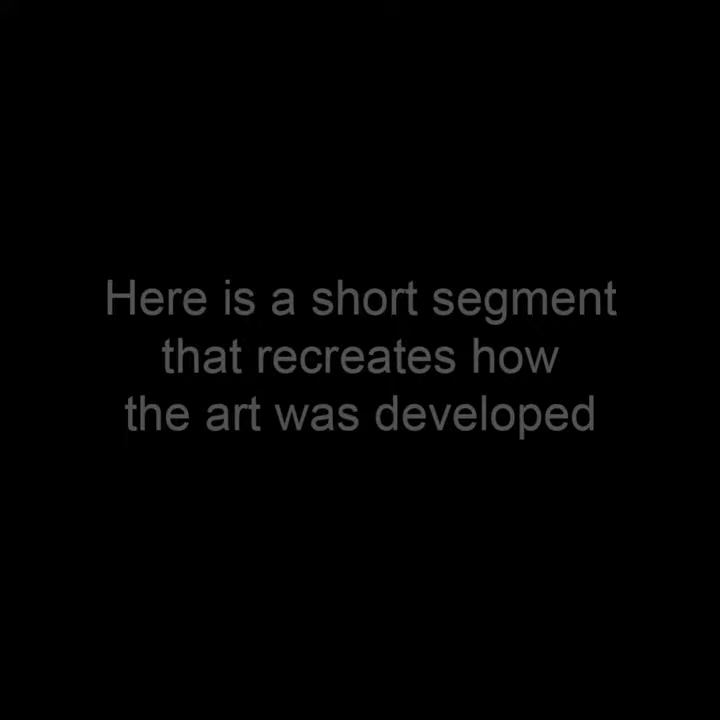 Here is a short segment
that recreates how
the art was developed